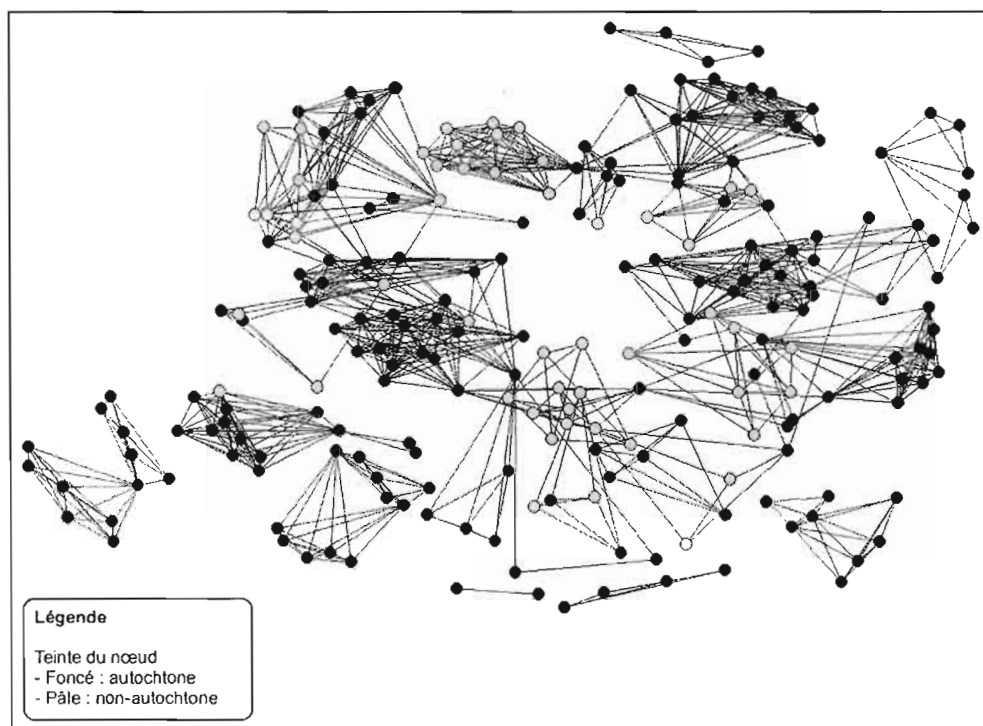 Légende
Teinte du nœud
- Foncé : autochtone
- Pâle : non-autochtone